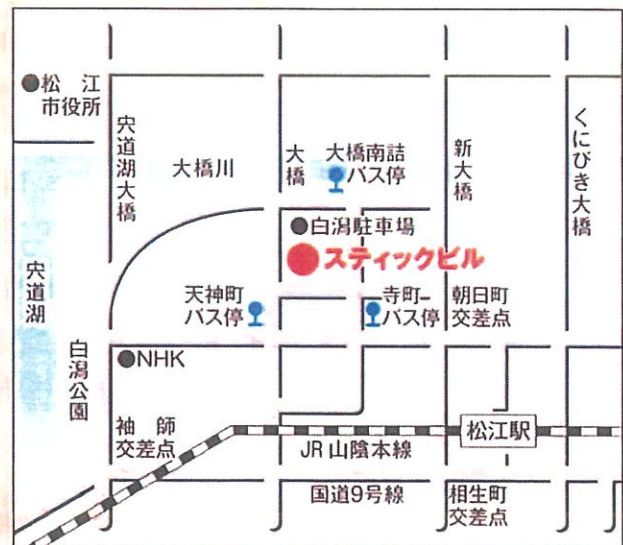 ●松江
市役所
宍道湖大橋
大橋川
大橋
大橋南詰
バス停
新大橋
くにびき大橋
●白潟駐車場
●スティックビル
宍道湖
天神町
バス停
寺町
バス停
朝日町
交差点
白潟公園
●NHK
袖師
交差点
JR山陰本線
松江駅
国道9号線
相生町
交差点